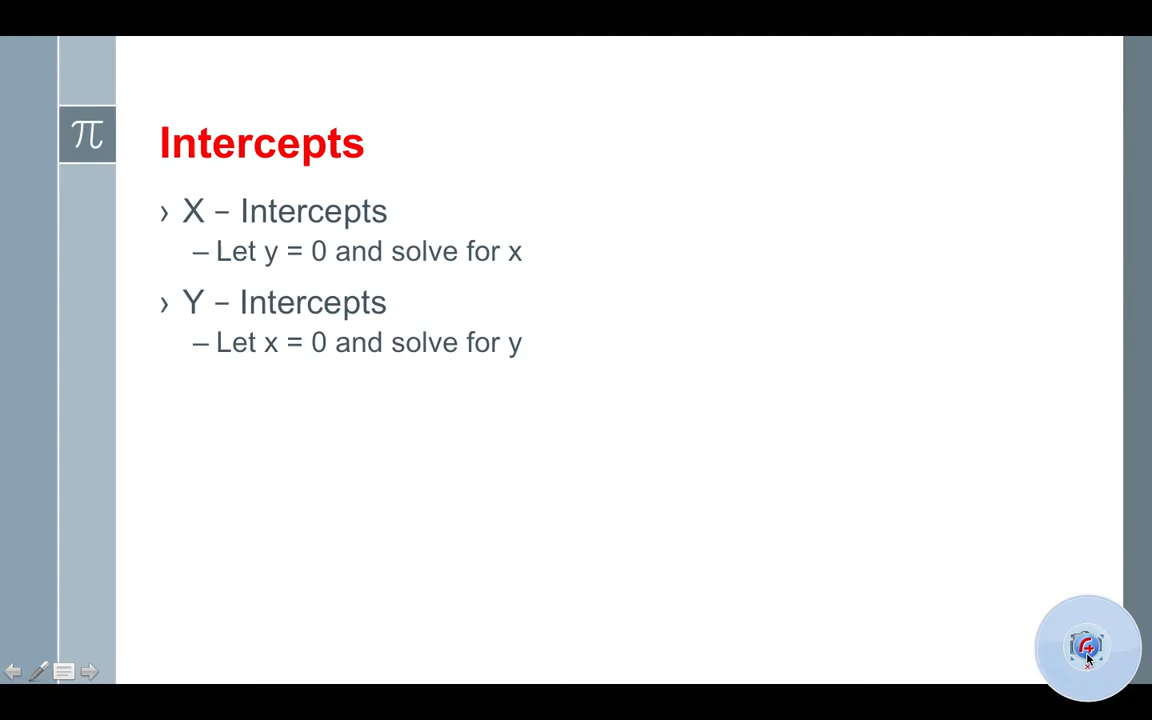 π
Intercepts
› X – Intercepts
– Let y = 0 and solve for x
› Y – Intercepts
– Let x = 0 and solve for y